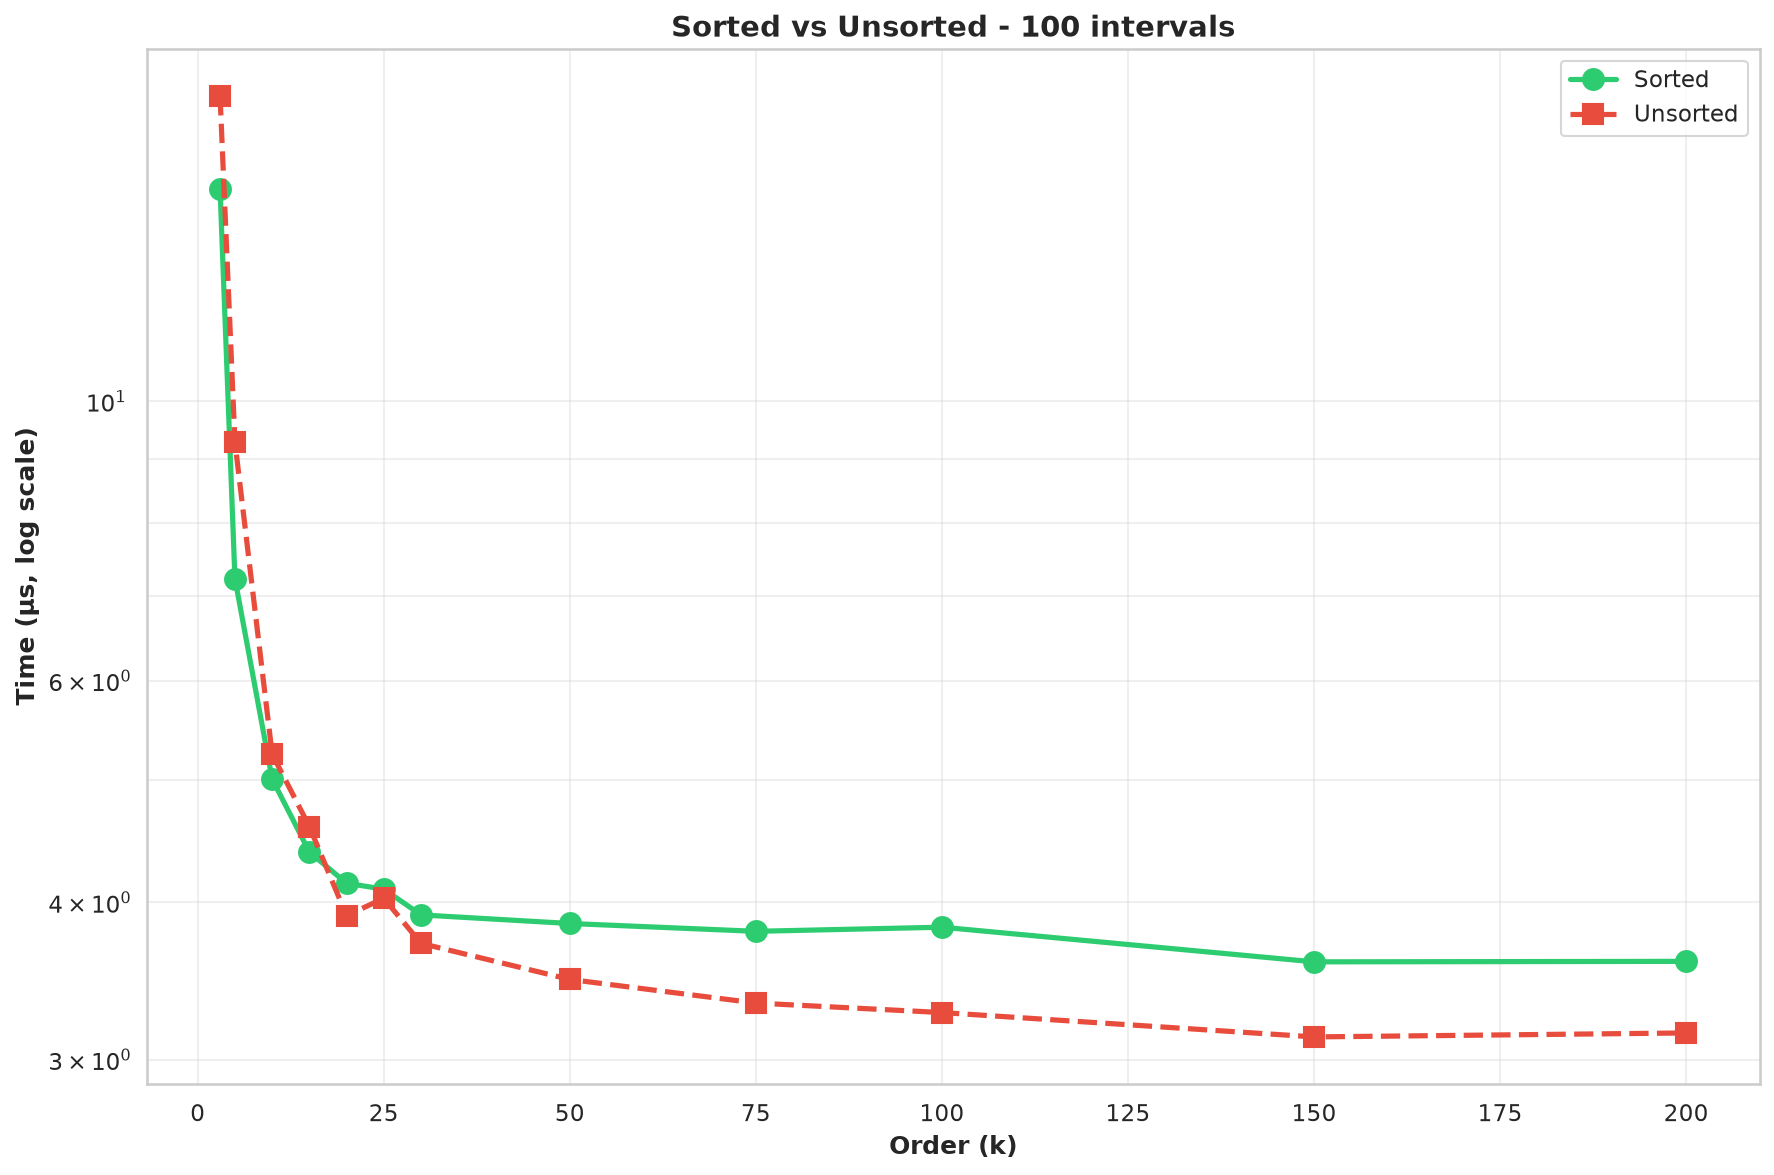 Sorted vs Unsorted - 100 intervals
Sorted
Unsorted
Time (µs, log scale)
10¹
6 × 10⁰
4 × 10⁰
3 × 10⁰
0 25 50 75 100 125 150 175 200
Order (k)